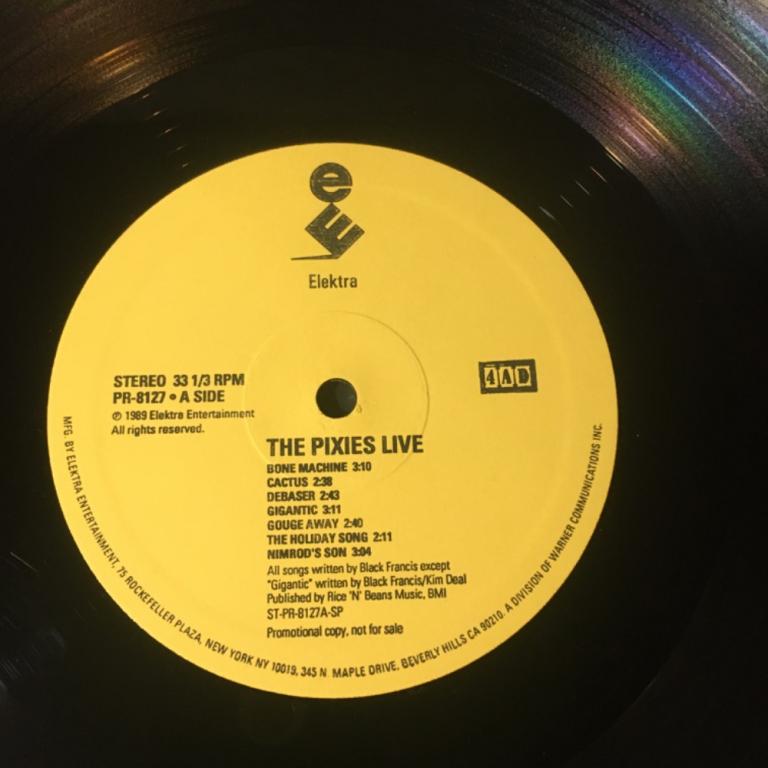 Elektra
STEREO 33 1/3 RPM
PR-8127 • A SIDE
℗ 1989 Elektra Entertainment
All rights reserved.
4AD
THE PIXIES LIVE
BONE MACHINE 3:10
CACTUS 2:38
DEBASER 2:43
GIGANTIC 3:11
GOUGE AWAY 2:40
THE HOLIDAY SONG 2:11
NIMROD'S SON 3:04
All songs written by Black Francis except
"Gigantic" written by Black Francis/Kim Deal
Published by Rice 'N' Beans Music, BMI
ST-PR-8127A-SP
Promotional copy, not for sale
MFG. BY ELEKTRA ENTERTAINMENT, 75 ROCKEFELLER PLAZA, NEW YORK NY 10019, 345 N. MAPLE DRIVE, BEVERLY HILLS CA 90210. A DIVISION OF WARNER COMMUNICATIONS INC.